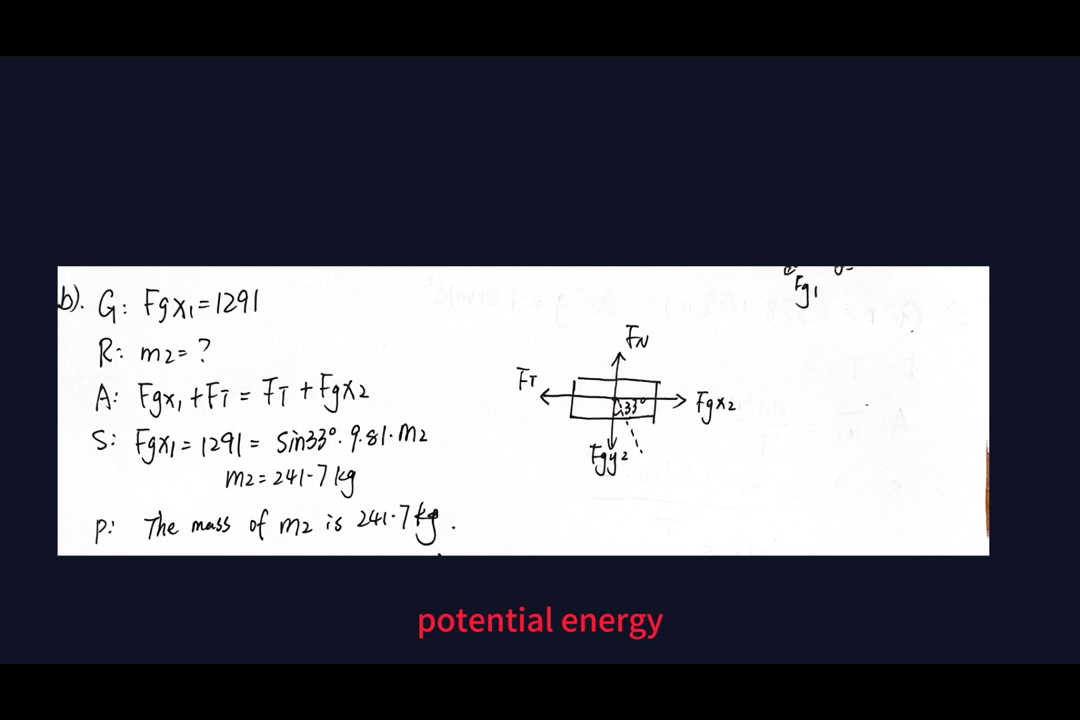 b). G: Fgx1 = 1291
R: m2 = ?
A: Fgx1 + FT = FT + Fgx2
S: Fgx1 = 1291 = Sin33°. 9.81. m2
m2 = 241.7 kg
P: The mass of m2 is 241.7 kg.
Fg1
FN
FT
33°
Fgx2
Fgy2
potential energy